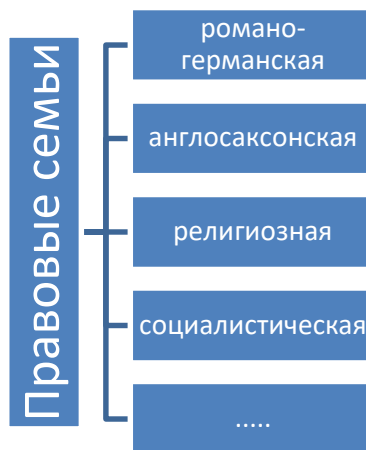 Правовые семьи
романо-
германская
англосаксонская
религиозная
социалистическая
.....